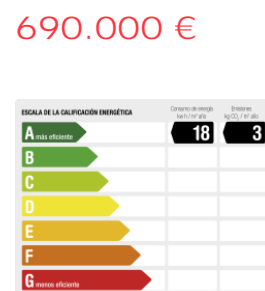 690.000 €
ESCALA DE LA CALIFICACIÓN ENERGÉTICA
Consumo de energía
kw h / m² año
Emisiones
kg CO₂ / m² año
A más eficiente
18
3
B
C
D
E
F
G menos eficiente